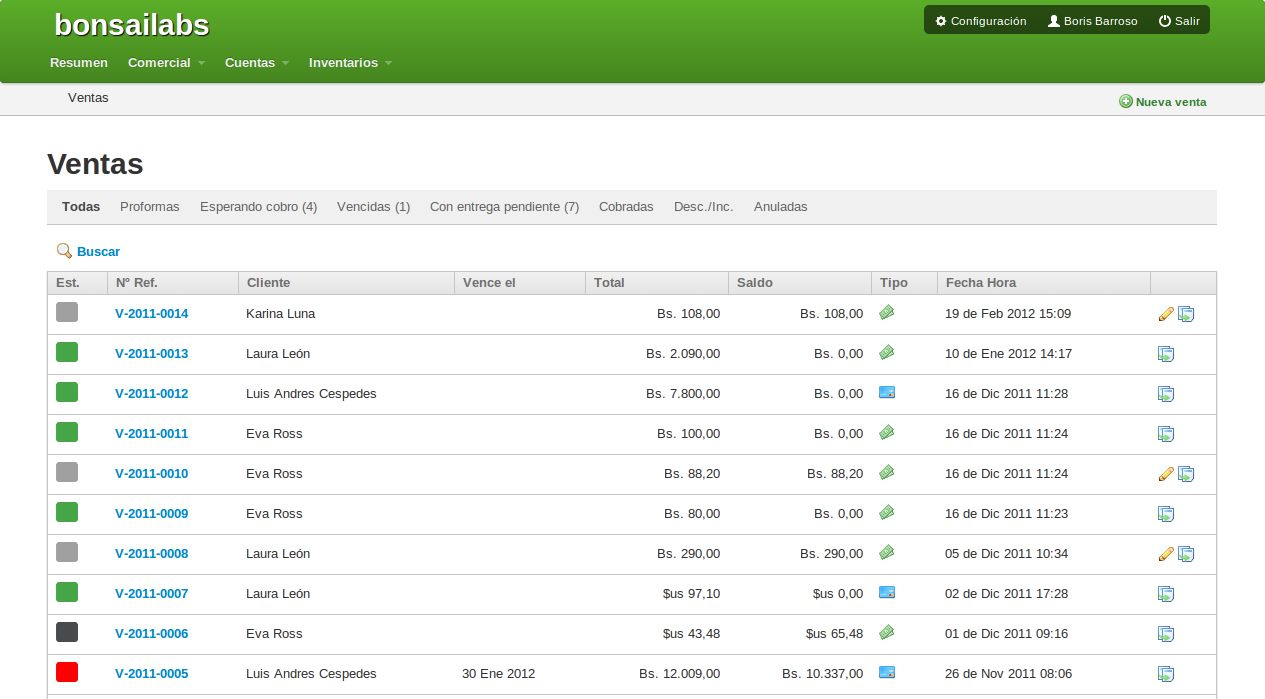 bonsailabs
Configuración Boris Barroso Salir
Resumen Comercial Cuentas Inventarios
Ventas Nueva venta
Ventas
Todas Proformas Esperando cobro (4) Vencidas (1) Con entrega pendiente (7) Cobradas Desc./Inc. Anuladas
Buscar
Est. Nº Ref. Cliente Vence el Total Saldo Tipo Fecha Hora
V-2011-0014 Karina Luna Bs. 108,00 Bs. 108,00 19 de Feb 2012 15:09
V-2011-0013 Laura León Bs. 2.090,00 Bs. 0,00 10 de Ene 2012 14:17
V-2011-0012 Luis Andres Cespedes Bs. 7.800,00 Bs. 0,00 16 de Dic 2011 11:28
V-2011-0011 Eva Ross Bs. 100,00 Bs. 0,00 16 de Dic 2011 11:24
V-2011-0010 Eva Ross Bs. 88,20 Bs. 88,20 16 de Dic 2011 11:24
V-2011-0009 Eva Ross Bs. 80,00 Bs. 0,00 16 de Dic 2011 11:23
V-2011-0008 Laura León Bs. 290,00 Bs. 290,00 05 de Dic 2011 10:34
V-2011-0007 Laura León $us 97,10 $us 0,00 02 de Dic 2011 17:28
V-2011-0006 Eva Ross $us 43,48 $us 65,48 01 de Dic 2011 09:16
V-2011-0005 Luis Andres Cespedes 30 Ene 2012 Bs. 12.009,00 Bs. 10.337,00 26 de Nov 2011 08:06